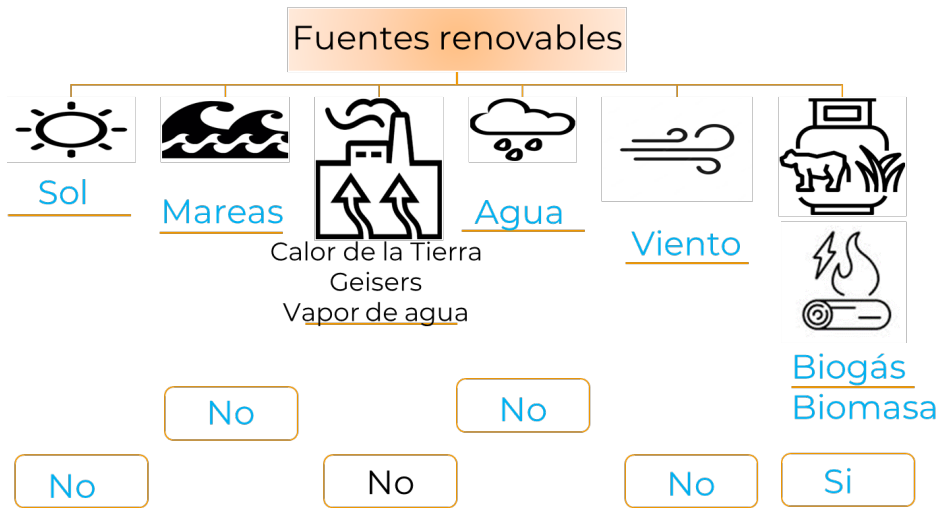 Fuentes renovables
Sol
Mareas
Calor de la Tierra
Geisers
Vapor de agua
Agua
Viento
Biogás
Biomasa
No
No
No
No
No
Si